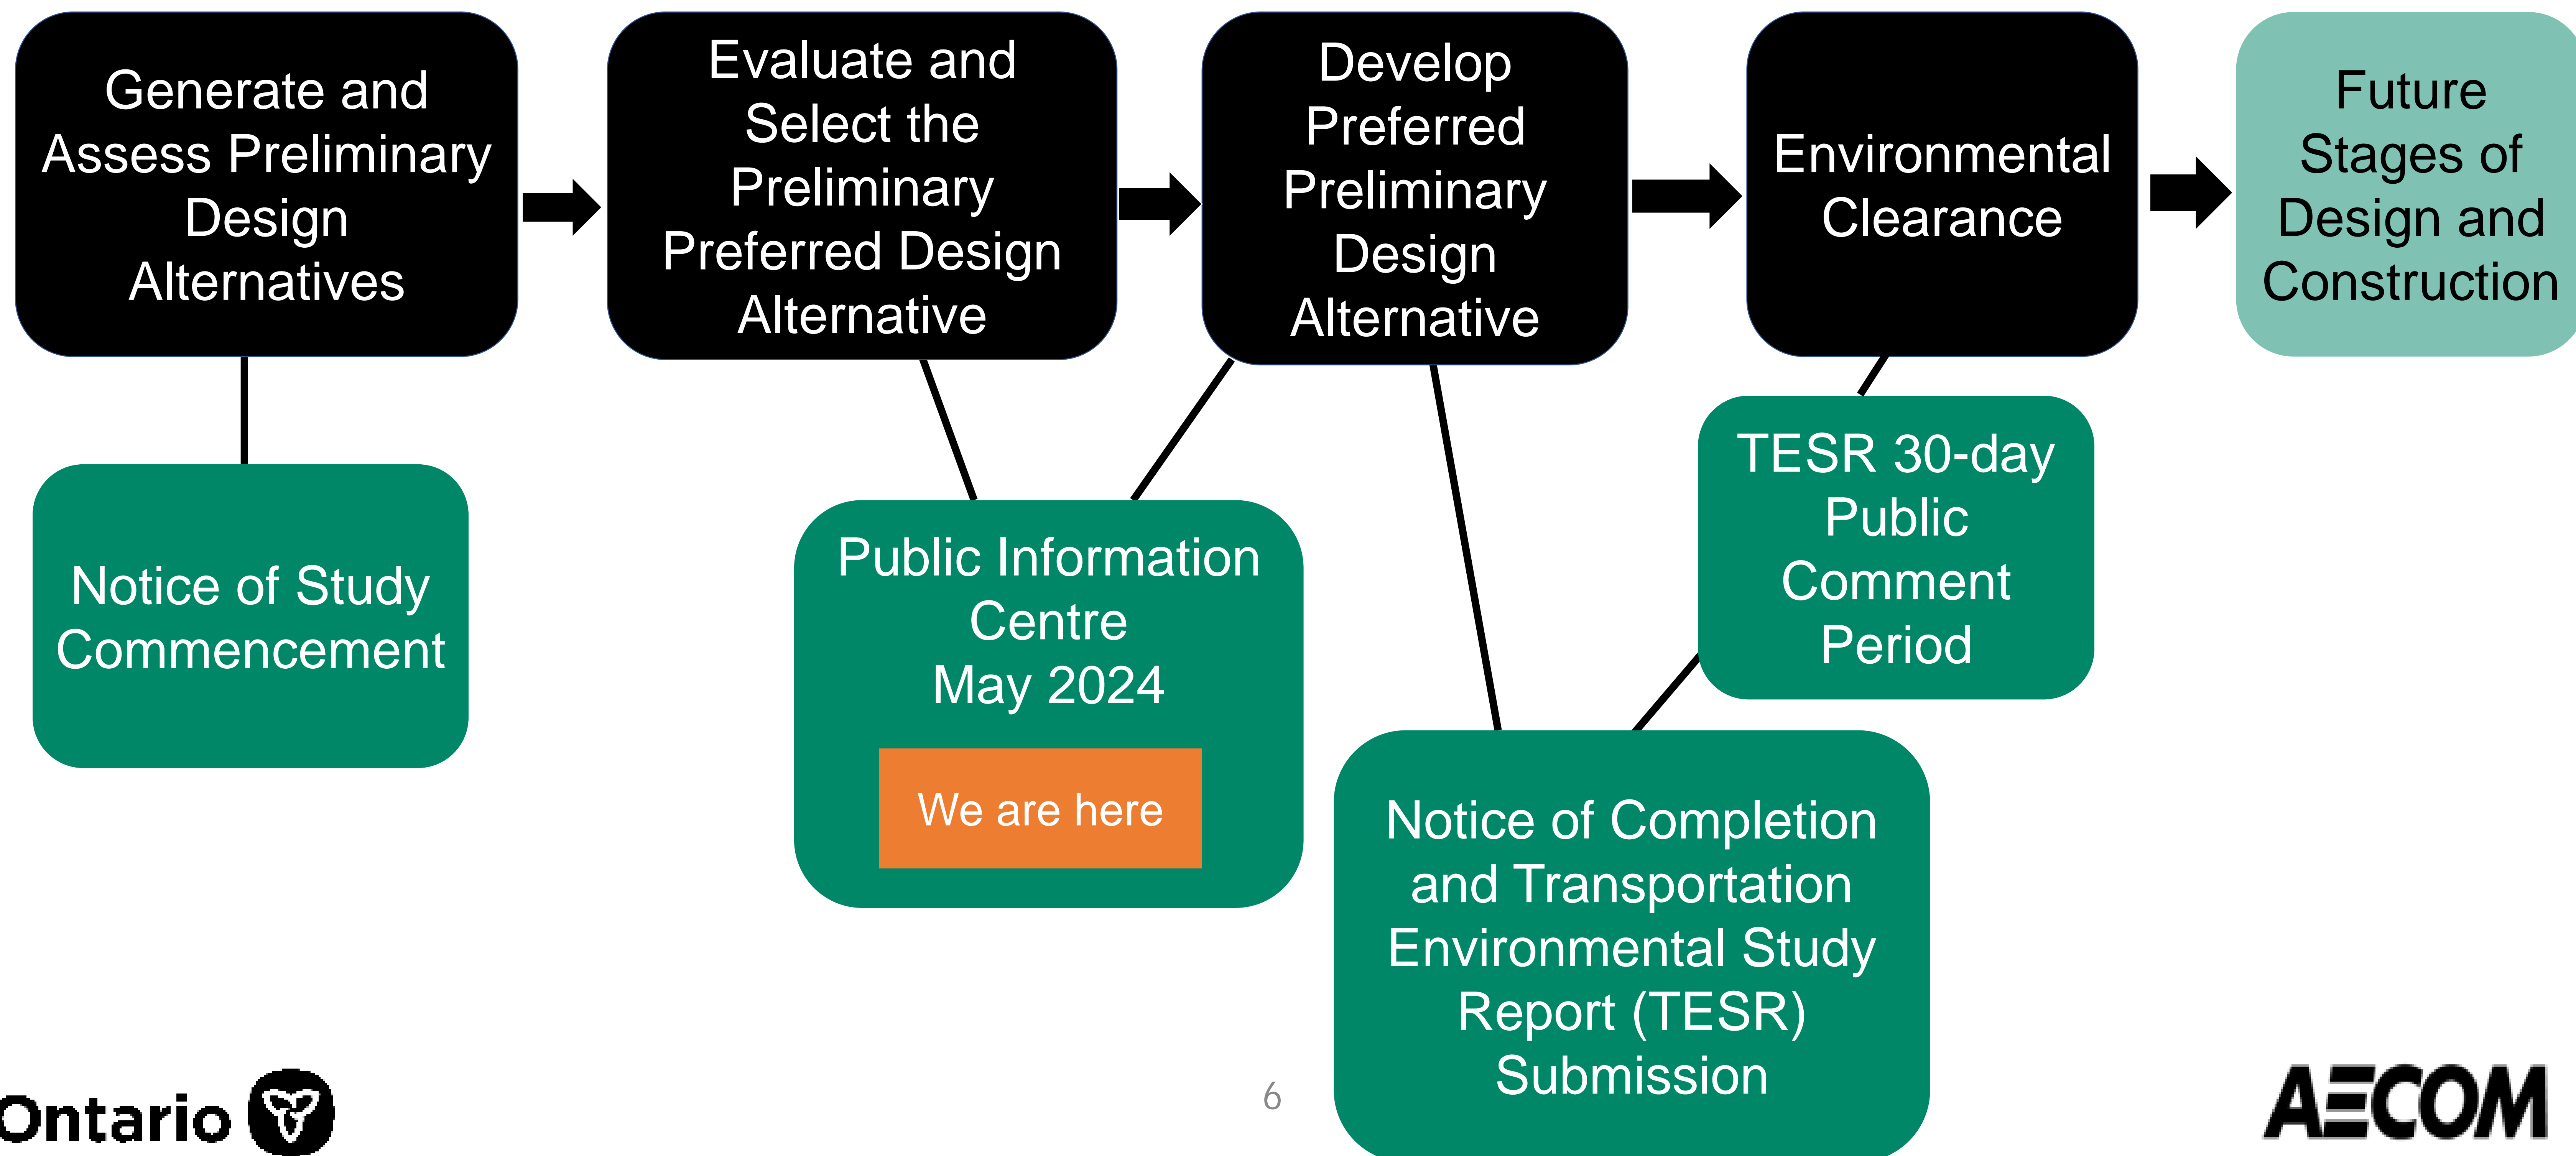 Generate and
Assess Preliminary
Design
Alternatives
Evaluate and
Select the
Preliminary
Preferred Design
Alternative
Develop
Preferred
Preliminary
Design
Alternative
Environmental
Clearance
Future
Stages of
Design and
Construction
Notice of Study
Commencement
Public Information
Centre
May 2024
We are here
TESR 30-day
Public
Comment
Period
Notice of Completion
and Transportation
Environmental Study
Report (TESR)
Submission
Ontario
6
AECOM